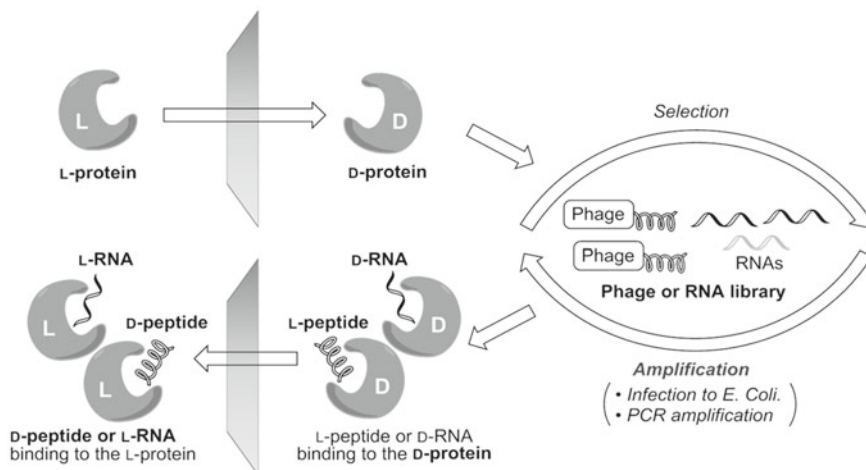 L
L-protein
D
D-protein
Selection
Phage
Phage
RNAs
Phage or RNA library
Amplification
• Infection to E. Coli.
• PCR amplification
L-RNA
L
D-peptide
L
D-peptide or L-RNA
binding to the L-protein
D-RNA
D
L-peptide
D
L-peptide or D-RNA
binding to the D-protein